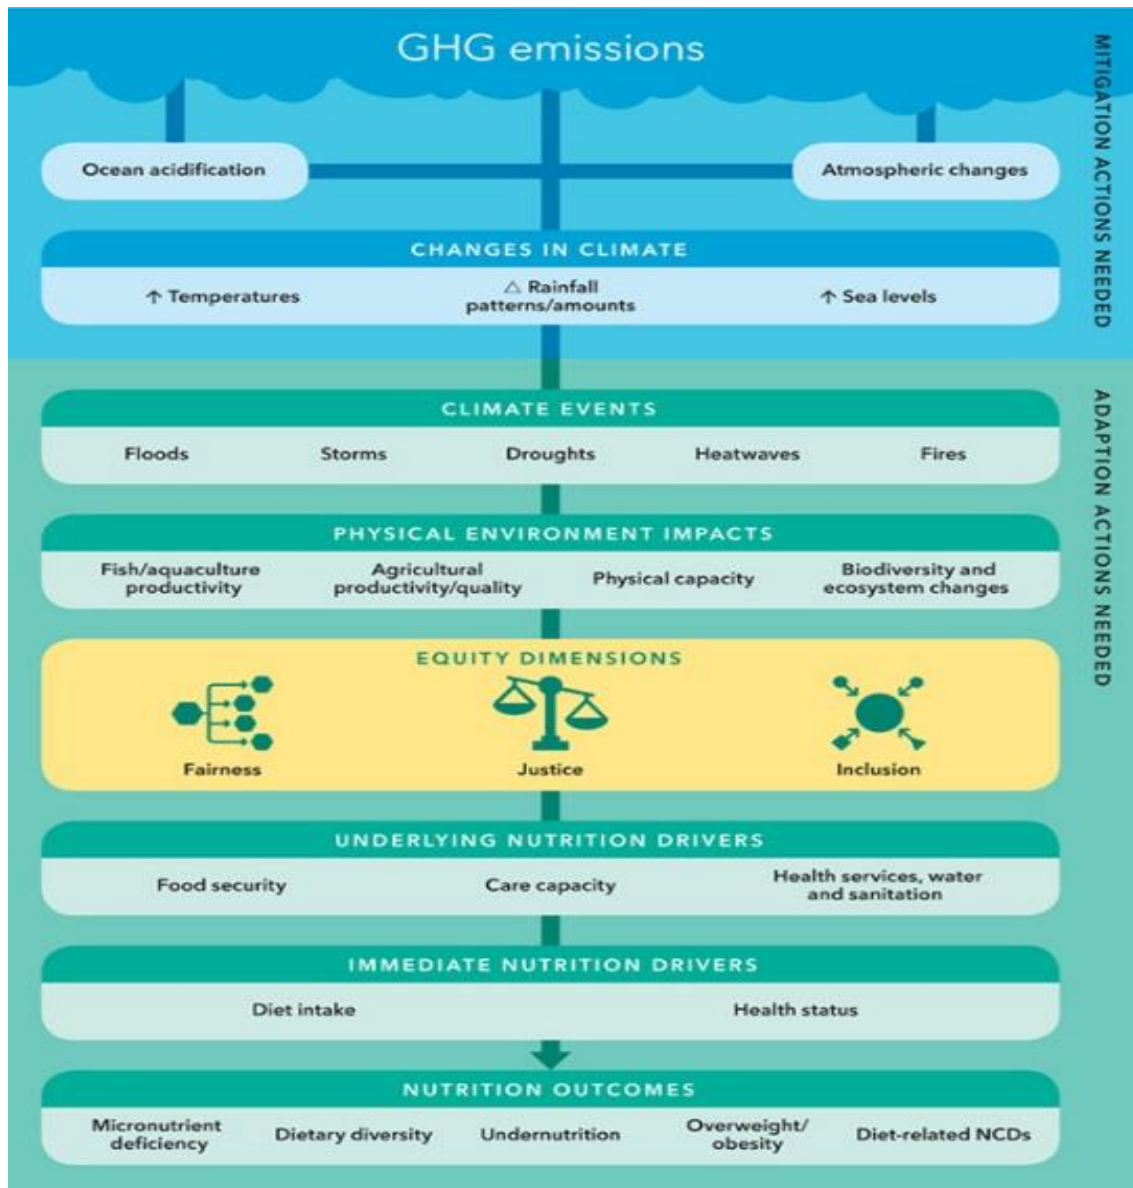 GHG emissions
MITIGATION ACTIONS NEEDED
Ocean acidification
Atmospheric changes
CHANGES IN CLIMATE
↑ Temperatures
△ Rainfall
patterns/amounts
↑ Sea levels
ADAPTION ACTIONS NEEDED
CLIMATE EVENTS
Floods
Storms
Droughts
Heatwaves
Fires
PHYSICAL ENVIRONMENT IMPACTS
Fish/aquaculture
productivity
Agricultural
productivity/quality
Physical capacity
Biodiversity and
ecosystem changes
EQUITY DIMENSIONS
Fairness
Justice
Inclusion
UNDERLYING NUTRITION DRIVERS
Food security
Care capacity
Health services, water
and sanitation
IMMEDIATE NUTRITION DRIVERS
Diet intake
Health status
NUTRITION OUTCOMES
Micronutrient
deficiency
Dietary diversity
Undernutrition
Overweight/
obesity
Diet-related NCDs